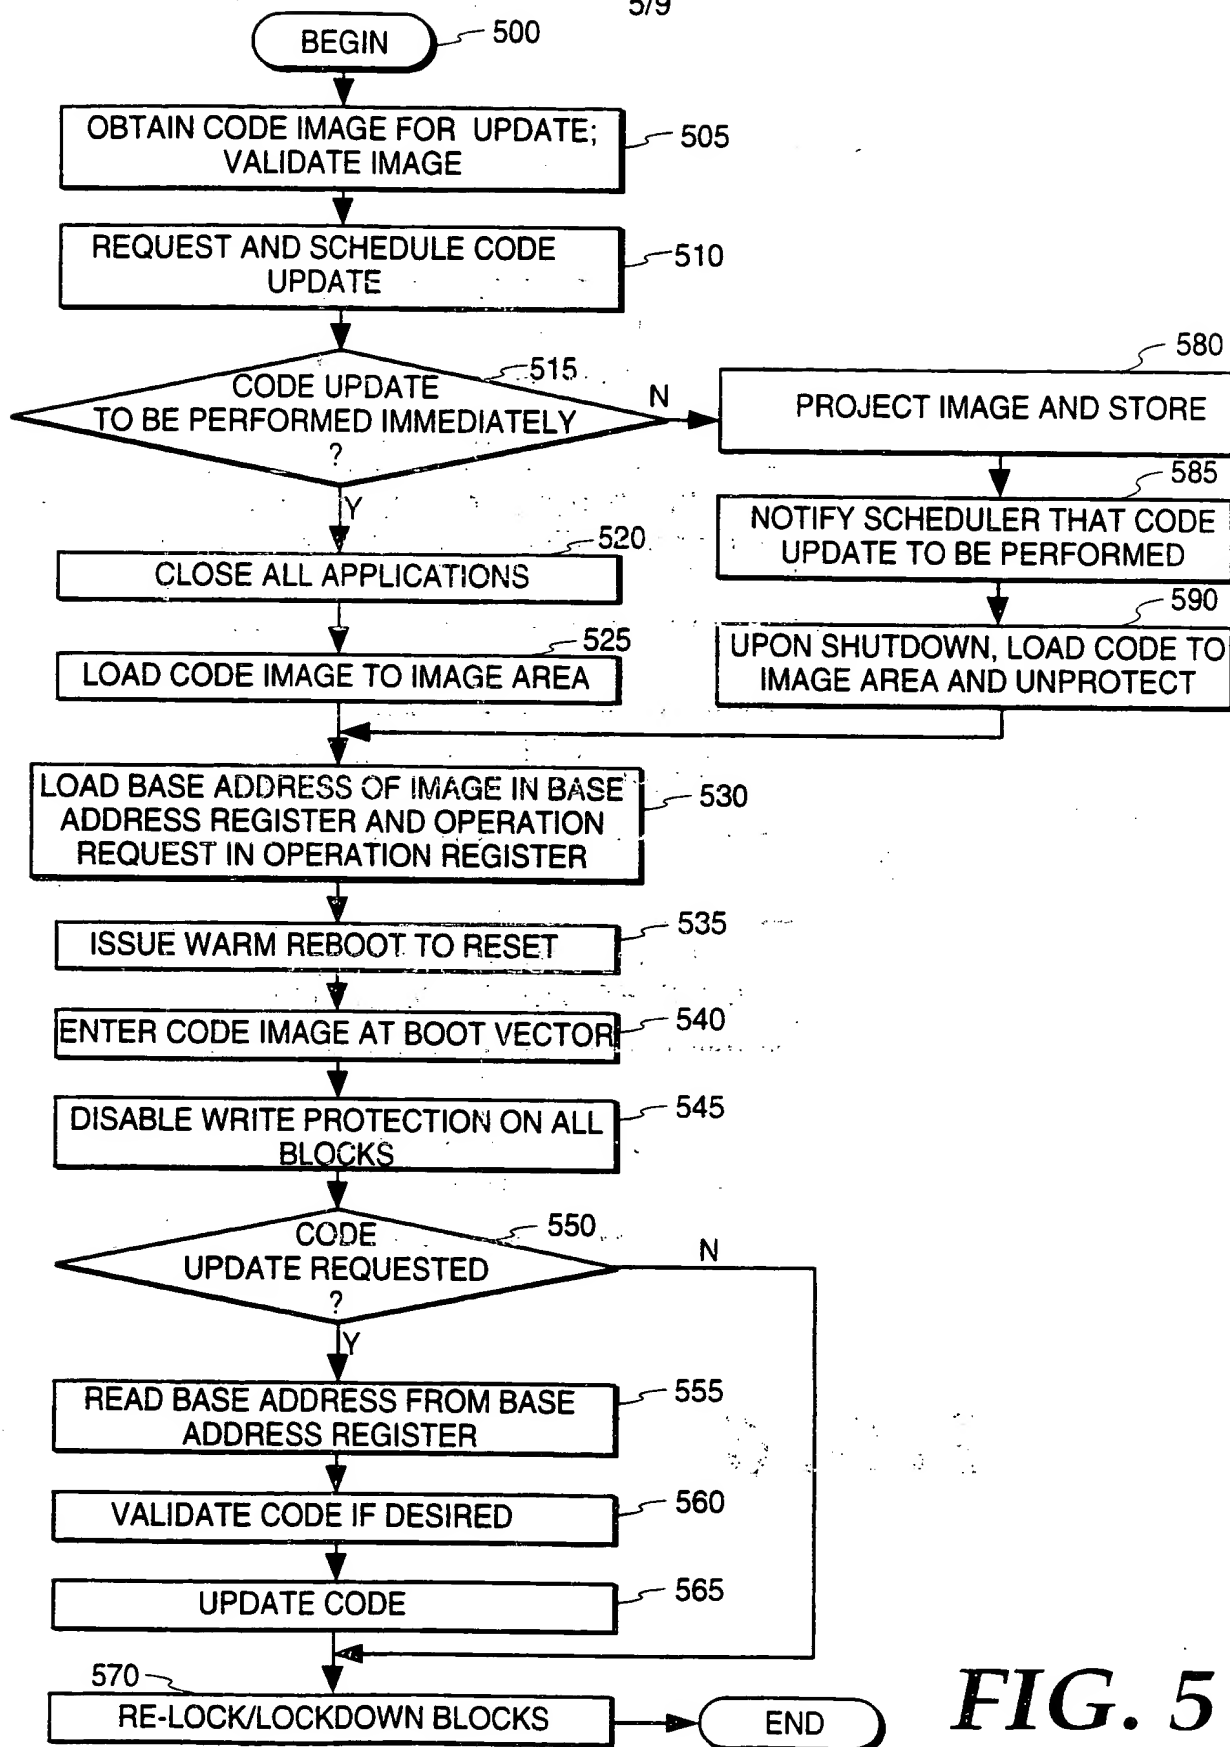 5/9
BEGIN
500
OBTAIN CODE IMAGE FOR UPDATE;
VALIDATE IMAGE
505
REQUEST AND SCHEDULE CODE
UPDATE
510
515
CODE UPDATE
TO BE PERFORMED IMMEDIATELY
?
N
Y
580
PROJECT IMAGE AND STORE
585
NOTIFY SCHEDULER THAT CODE
UPDATE TO BE PERFORMED
590
UPON SHUTDOWN, LOAD CODE TO
IMAGE AREA AND UNPROTECT
520
CLOSE ALL APPLICATIONS
525
LOAD CODE IMAGE TO IMAGE AREA
LOAD BASE ADDRESS OF IMAGE IN BASE
ADDRESS REGISTER AND OPERATION
REQUEST IN OPERATION REGISTER
530
ISSUE WARM REBOOT TO RESET
535
ENTER CODE IMAGE AT BOOT VECTOR
540
DISABLE WRITE PROTECTION ON ALL
BLOCKS
545
550
CODE
UPDATE REQUESTED
?
N
Y
READ BASE ADDRESS FROM BASE
ADDRESS REGISTER
555
VALIDATE CODE IF DESIRED
560
UPDATE CODE
565
570
RE-LOCK/LOCKDOWN BLOCKS
END
FIG. 5